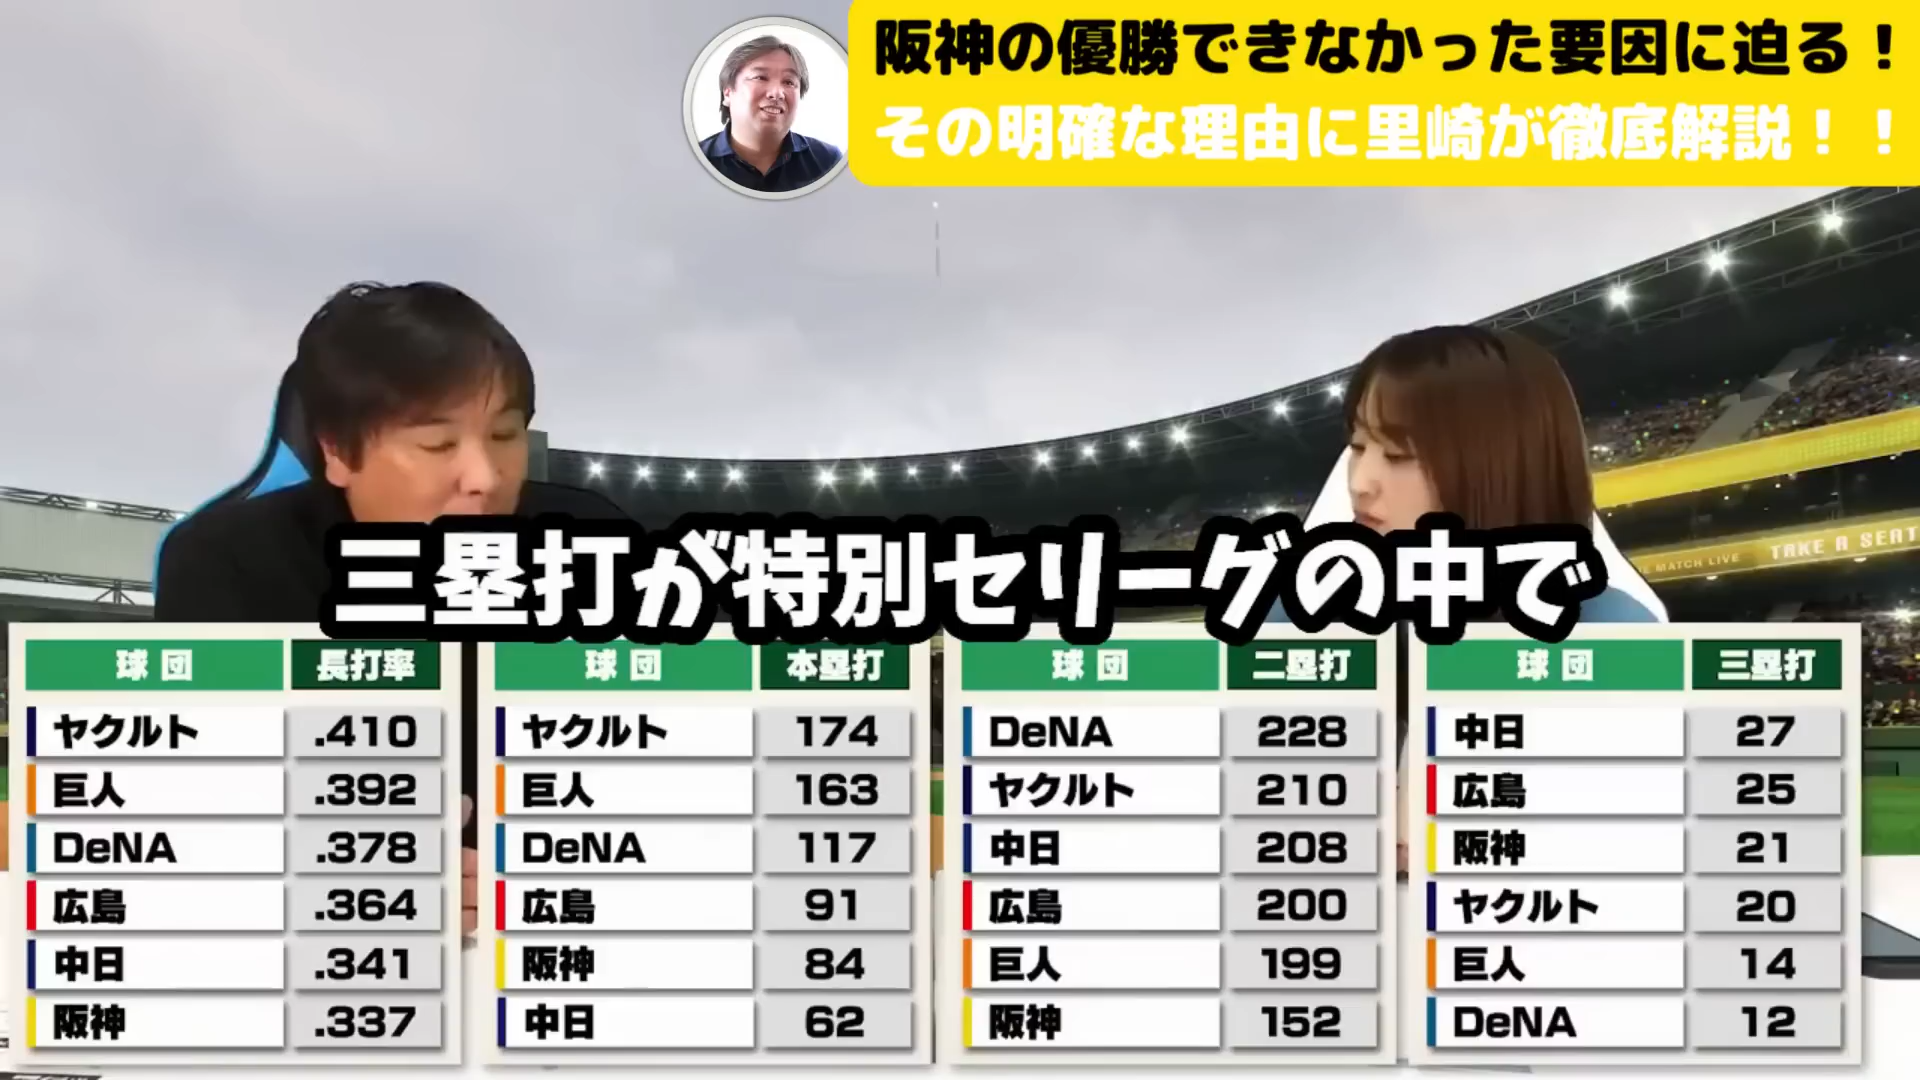 阪神の優勝できなかった要因に迫る！
その明確な理由に里崎が徹底解説！！
TAKE A SEAT
MATCH LIVE
三塁打が特別セリーグの中で
球団 長打率
ヤクルト .410
巨人 .392
DeNA .378
広島 .364
中日 .341
阪神 .337
球団 本塁打
ヤクルト 174
巨人 163
DeNA 117
広島 91
阪神 84
中日 62
球団 二塁打
DeNA 228
ヤクルト 210
中日 208
広島 200
巨人 199
阪神 152
球団 三塁打
中日 27
広島 25
阪神 21
ヤクルト 20
巨人 14
DeNA 12